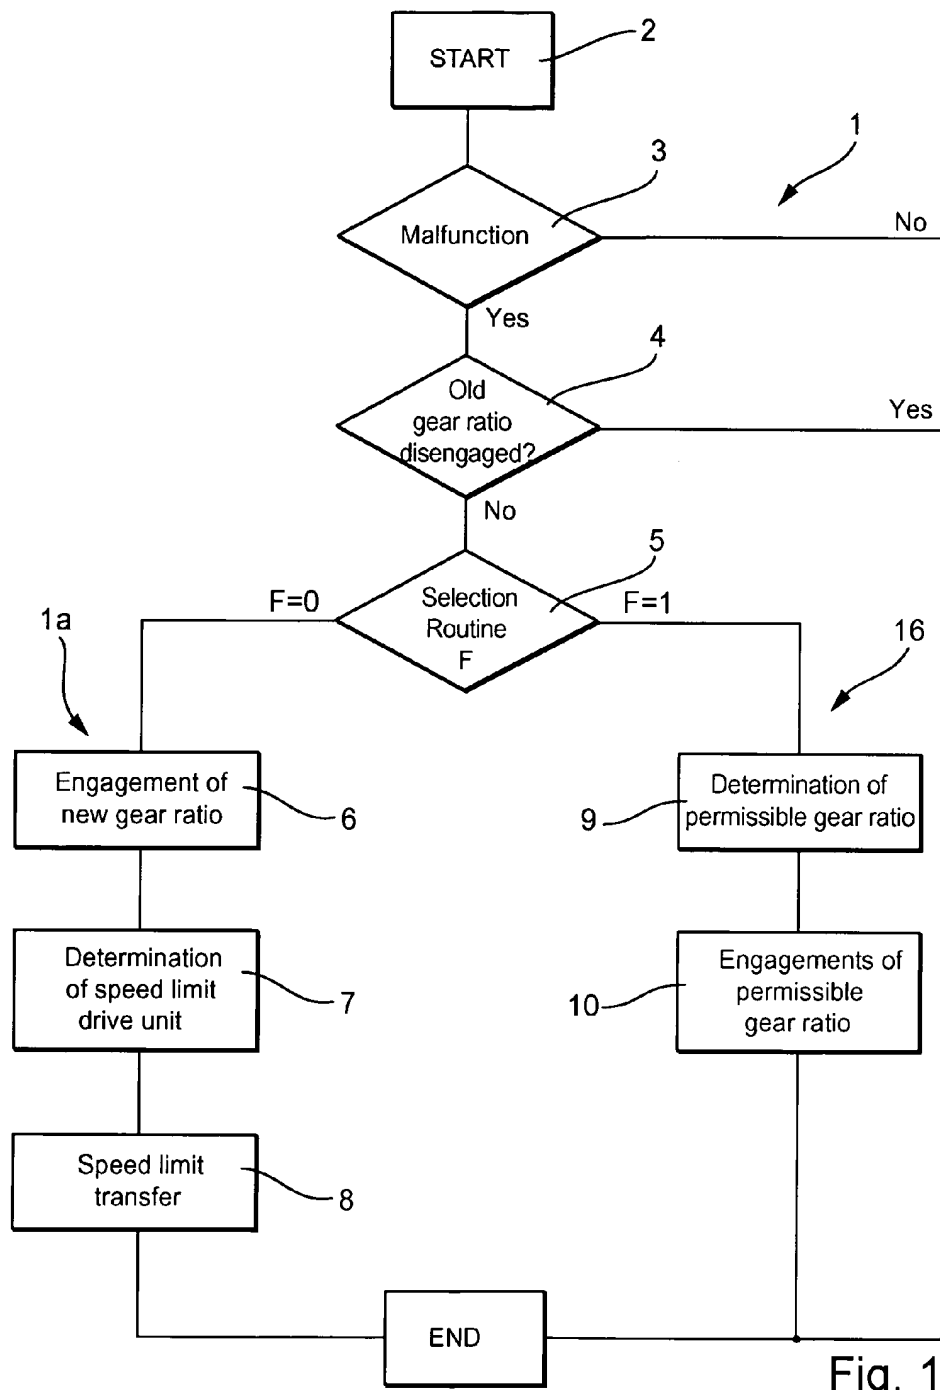 START
2
1
3
Malfunction
No
Yes
4
Old
gear ratio
disengaged?
Yes
No
5
F=0
Selection
Routine
F
F=1
1a
16
Engagement of
new gear ratio
6
9
Determination of
permissible gear ratio
Determination
of speed limit
drive unit
7
10
Engagements of
permissible
gear ratio
Speed limit
transfer
8
END
Fig. 1